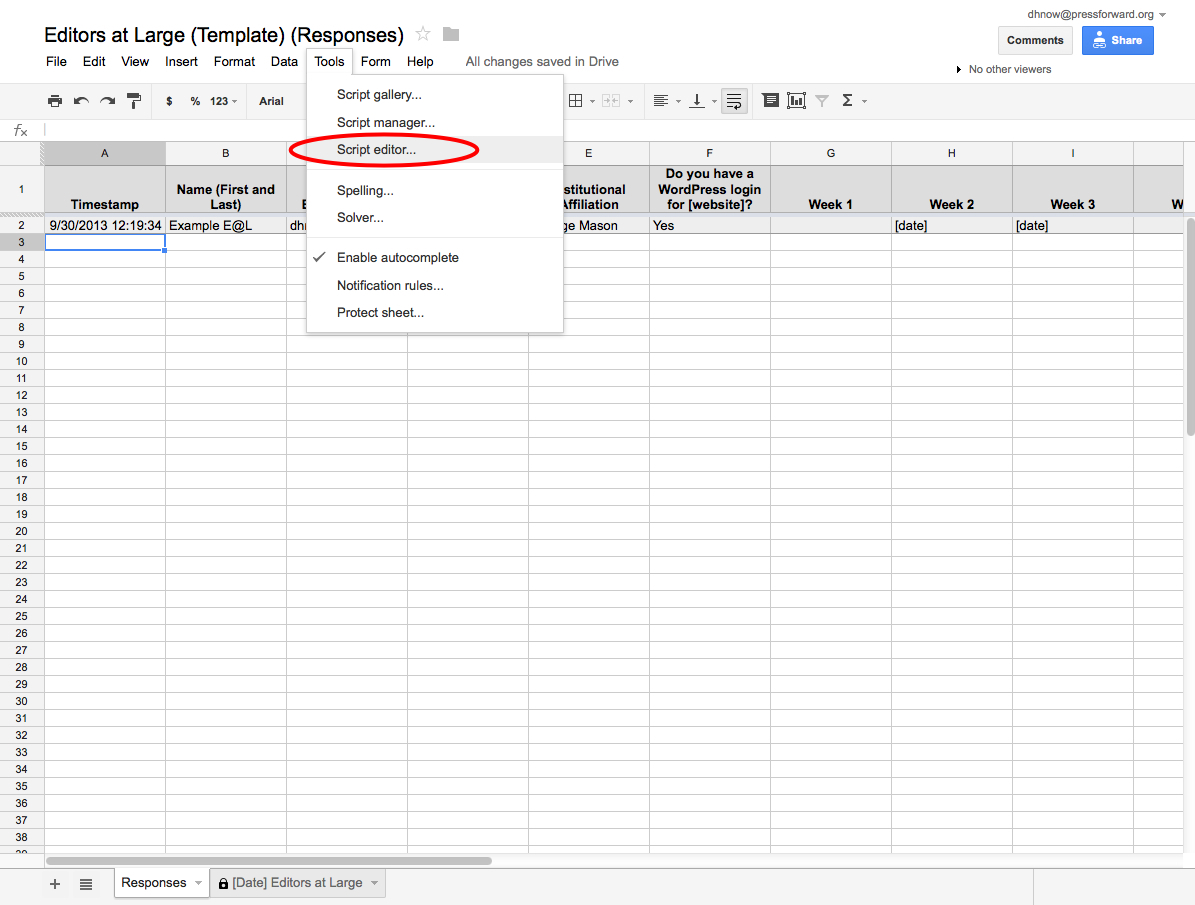 dhnow@pressforward.org
Editors at Large (Template) (Responses)
Comments
Share
File Edit View Insert Format Data Tools Form Help All changes saved in Drive
No other viewers
$ % 123 Arial
Script gallery...
Script manager...
Script editor...
Spelling...
Solver...
Enable autocomplete
Notification rules...
Protect sheet...
fx
A B E F G H I
1 Timestamp
Name (First and
Last)
stitutional
Affiliation
Do you have a
WordPress login
for [website]?
Week 1 Week 2 Week 3 W
2 9/30/2013 12:19:34 Example E@L dhn ge Mason Yes [date] [date]
3
4
5
6
7
8
9
10
11
12
13
14
15
16
17
18
19
20
21
22
23
24
25
26
27
28
29
30
31
32
33
34
35
36
37
38
Responses [Date] Editors at Large